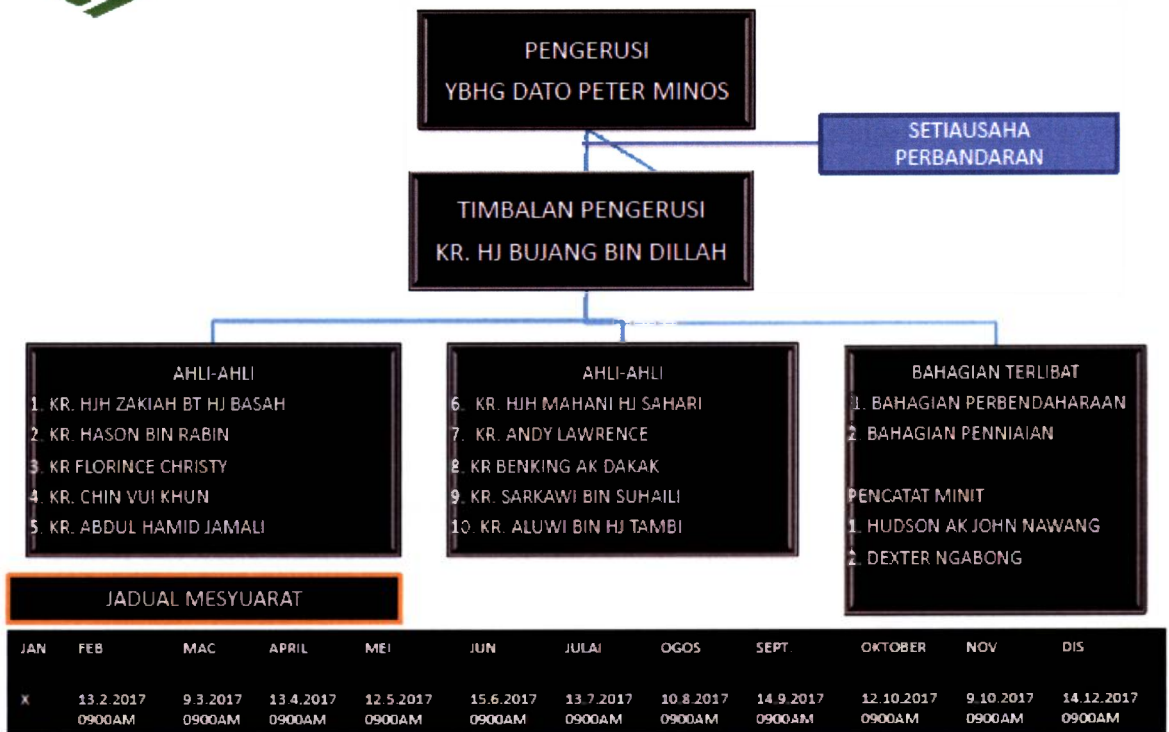 PENGERUSI
YBHG DATO PETER MINOS
SETIAUSAHA
PERBANDARAN
TIMBALAN PENGERUSI
KR. HJ BUJANG BIN DILLAH
AHLI-AHLI
1. KR. HJH ZAKIAH BT HJ BASAH
2. KR. HASON BIN RABIN
3. KR FLORINCE CHRISTY
4. KR. CHIN VUI KHUN
5. KR. ABDUL HAMID JAMALI
AHLI-AHLI
6. KR. HJH MAHANI HJ SAHARI
7. KR. ANDY LAWRENCE
8. KR BENKING AK DAKAK
9. KR. SARKAWI BIN SUHAILI
10. KR. ALUWI BIN HJ TAMBI
BAHAGIAN TERLIBAT
1. BAHAGIAN PERBENDAHARAAN
2. BAHAGIAN PENNIAIAN
PENCATAT MINIT
1. HUDSON AK JOHN NAWANG
2. DEXTER NGABONG
JADUAL MESYUARAT
JAN FEB MAC APRIL MEI JUN JULAI OGOS SEPT. OKTOBER NOV DIS
X 13.2.2017 9.3.2017 13.4.2017 12.5.2017 15.6.2017 13.7.2017 10.8.2017 14.9.2017 12.10.2017 9.10.2017 14.12.2017
0900AM 0900AM 0900AM 0900AM 0900AM 0900AM 0900AM 0900AM 0900AM 0900AM 0900AM